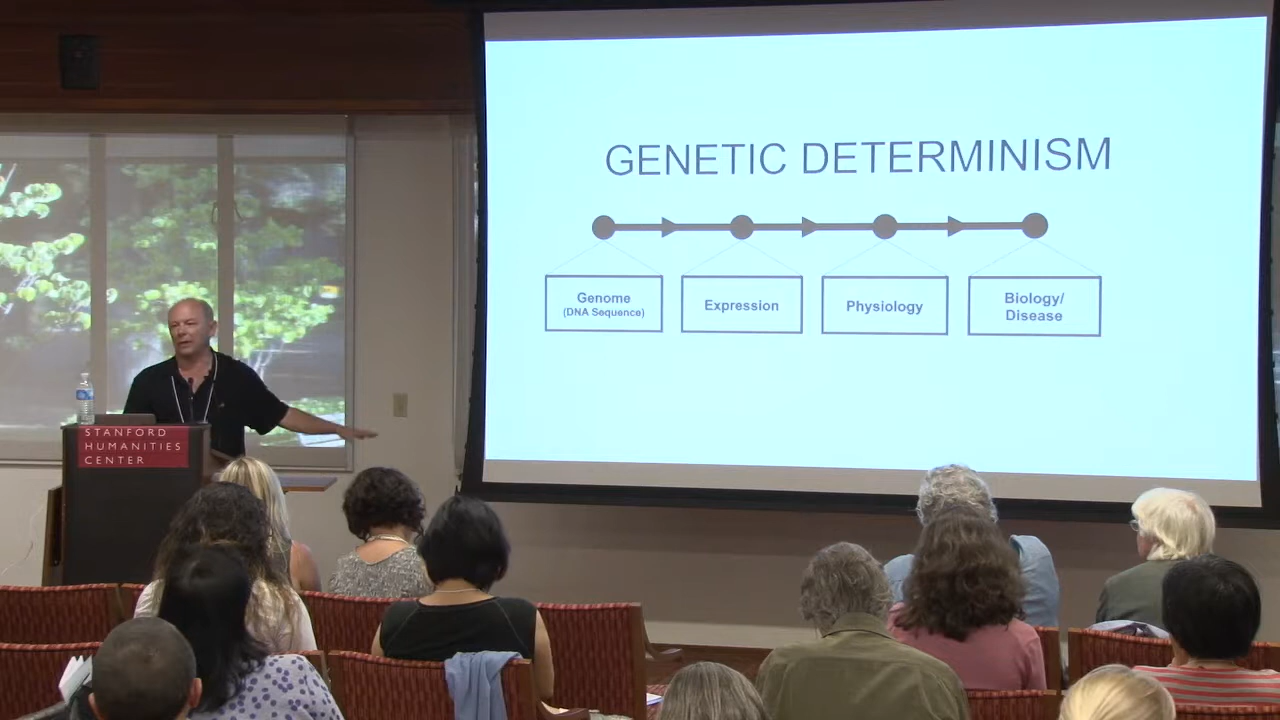 GENETIC DETERMINISM
Genome
(DNA Sequence)
Expression
Physiology
Biology/
Disease
STANFORD
HUMANITIES
CENTER